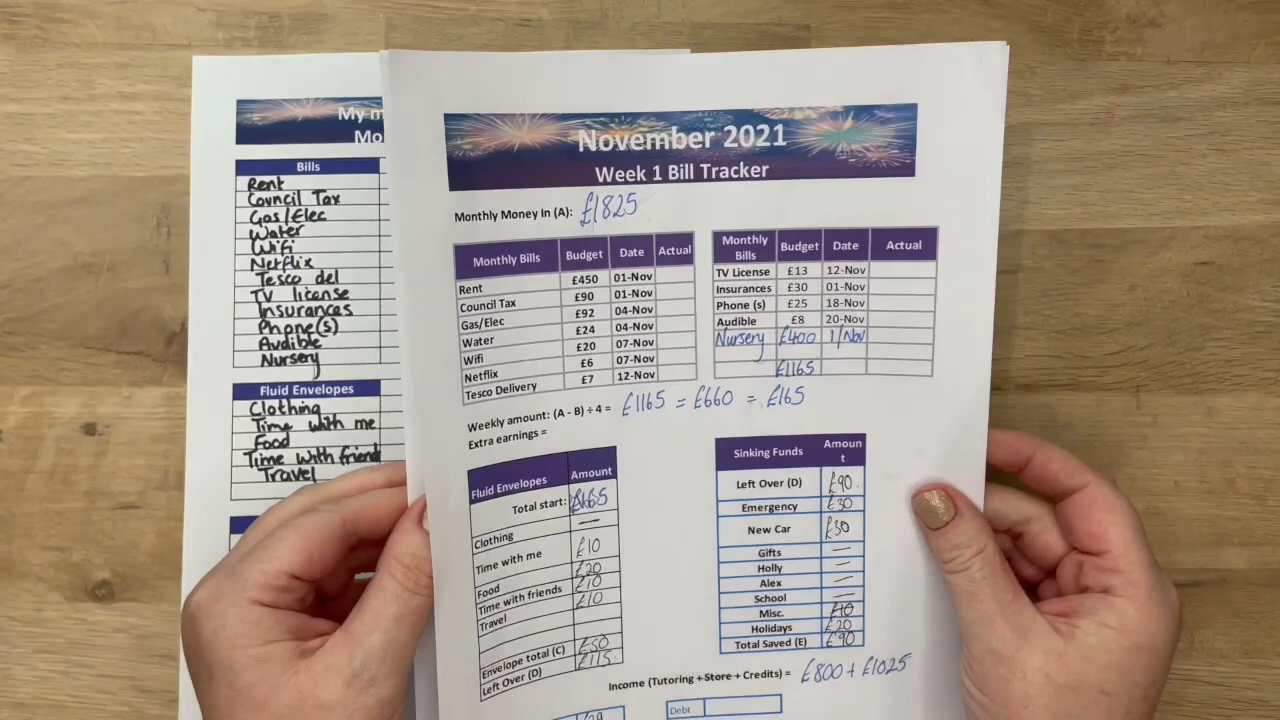 My m
Mo
Bills
Rent
Council Tax
Gas/Elec
Water
Wifi
Netflix
Tesco del
TV license
Insurances
Phone(s)
Audible
Nursery
Fluid Envelopes
Clothing
Time with me
Food
Time with friend
Travel
November 2021
Week 1 Bill Tracker
Monthly Money In (A): £1825
Monthly Bills Budget Date Actual
Rent £450 01-Nov
Council Tax £90 01-Nov
Gas/Elec £92 04-Nov
Water £24 04-Nov
Wifi £20 07-Nov
Netflix £6 07-Nov
Tesco Delivery £7 12-Nov
Monthly Bills Budget Date Actual
TV License £13 12-Nov
Insurances £30 01-Nov
Phone (s) £25 18-Nov
Audible £8 20-Nov
Nursery £400 1/Nov
£1165
Weekly amount: (A - B) ÷ 4 = £1165 = £660 = £165
Extra earnings =
Fluid Envelopes Amount
Total start: £165
Clothing —
Time with me £10
Food £20
Time with friends £10
Travel £10
Envelope total (C) £50
Left Over (D) £115
Sinking Funds Amoun
t
Left Over (D) £90
Emergency £30
New Car £30
Gifts —
Holly —
Alex —
School —
Misc. £10
Holidays £20
Total Saved (E) £90
Income (Tutoring + Store + Credits) = £800 + £1025
Debt